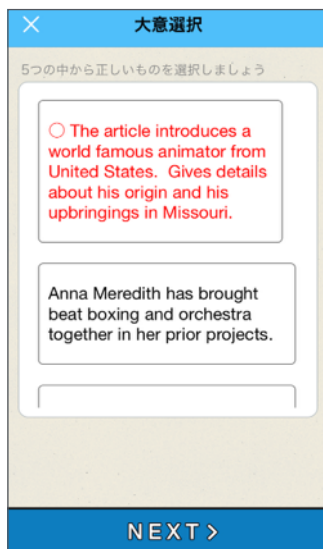 大意選択
5つの中から正しいものを選択しましょう
○ The article introduces a
world famous animator from
United States. Gives details
about his origin and his
upbringings in Missouri.
Anna Meredith has brought
beat boxing and orchestra
together in her prior projects.
NEXT >